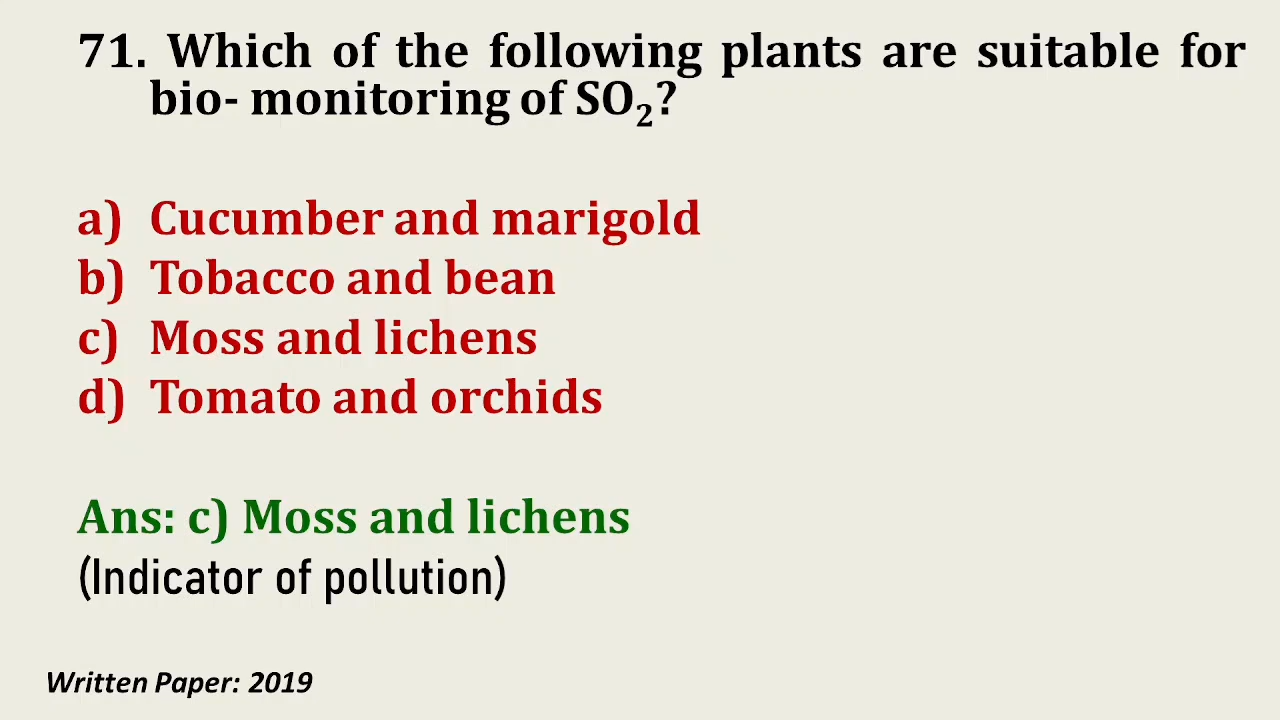 71. Which of the following plants are suitable for
bio- monitoring of SO₂?
a) Cucumber and marigold
b) Tobacco and bean
c) Moss and lichens
d) Tomato and orchids
Ans: c) Moss and lichens
(Indicator of pollution)
Written Paper: 2019